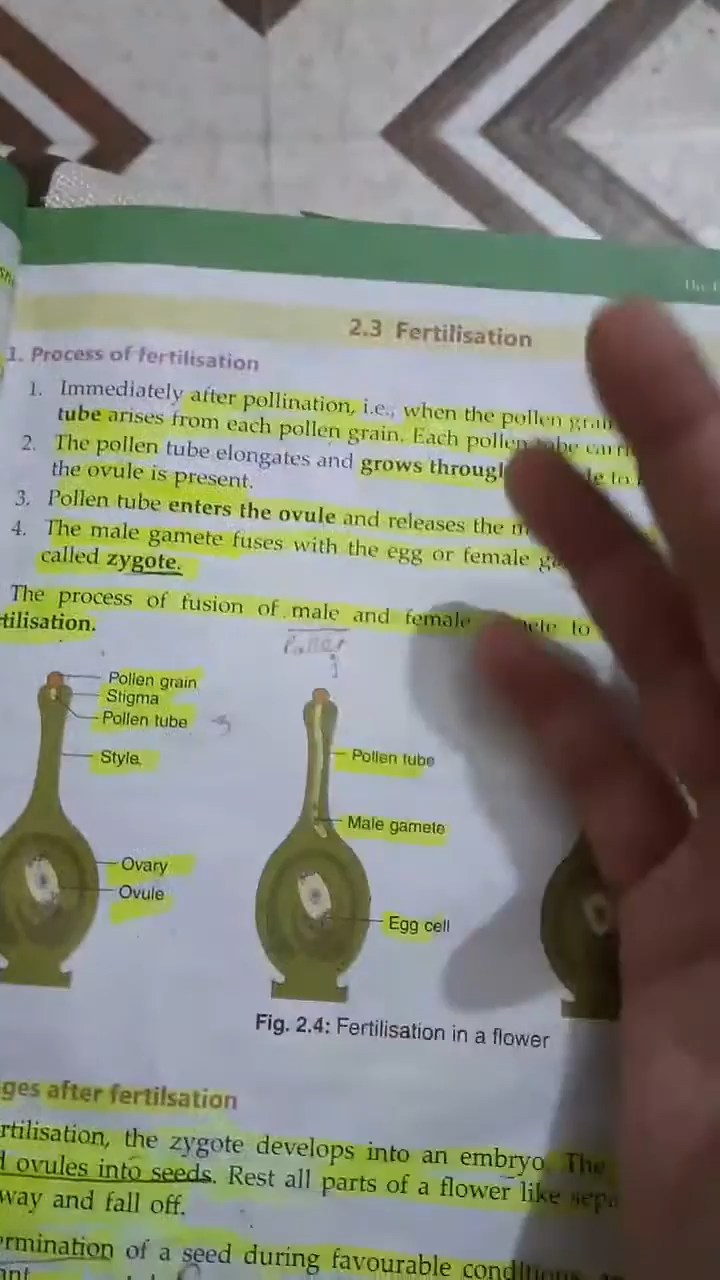 2.3 Fertilisation
1. Process of fertilisation
1. Immediately after pollination, i.e., when the pollen
tube arises from each pollen grain. Each pollen tube
2. The pollen tube elongates and grows through to
the ovule is present.
3. Pollen tube enters the ovule and releases the
4. The male gamete fuses with the egg or female
called zygote.
The process of fusion of male and female to
tilisation.
Pollen grain
Stigma
Pollen tube
Style
Ovary
Ovule
Pollen tube
Male gamete
Egg cell
Fig. 2.4: Fertilisation in a flower
ges after fertilsation
rtilisation, the zygote develops into an embryo. The
ovules into seeds. Rest all parts of a flower like
way and fall off.
rmination of a seed during favourable